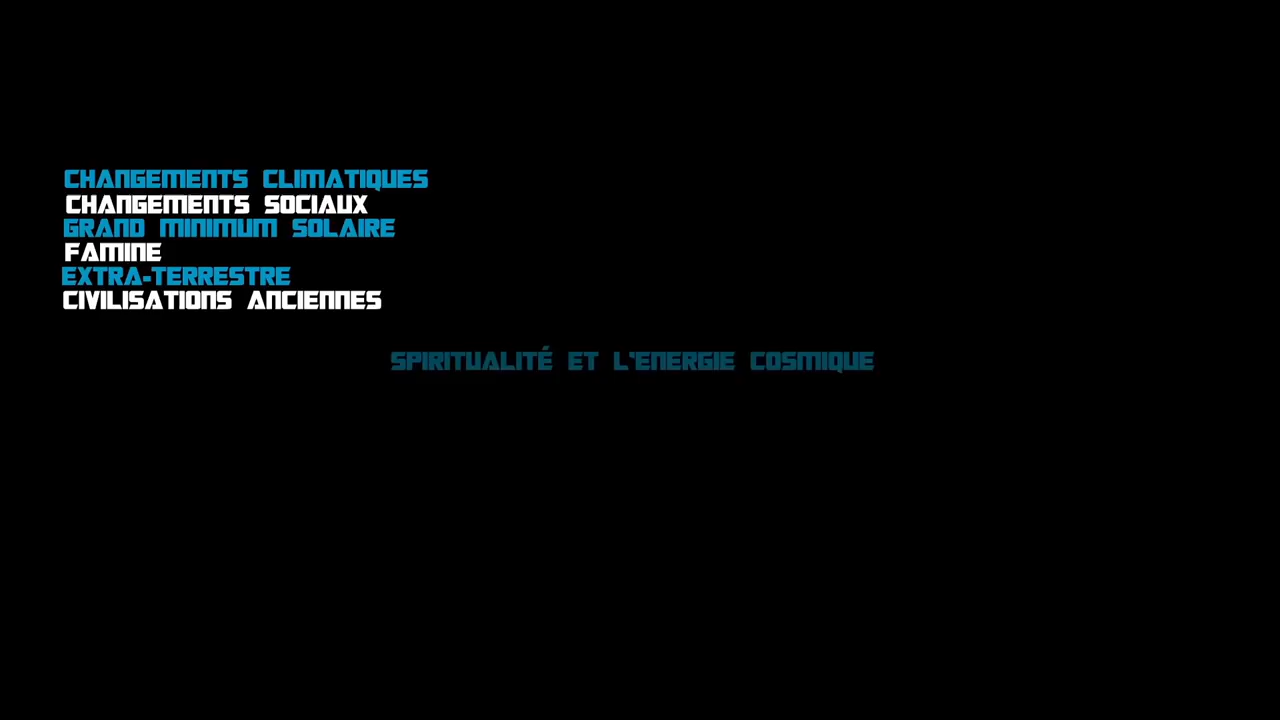 CHANGEMENTS CLIMATIQUES
CHANGEMENTS SOCIAUX
GRAND MINIMUM SOLAIRE
FAMINE
EXTRA-TERRESTRE
CIVILISATIONS ANCIENNES
SPIRITUALITÉ ET L'ENERGIE COSMIQUE